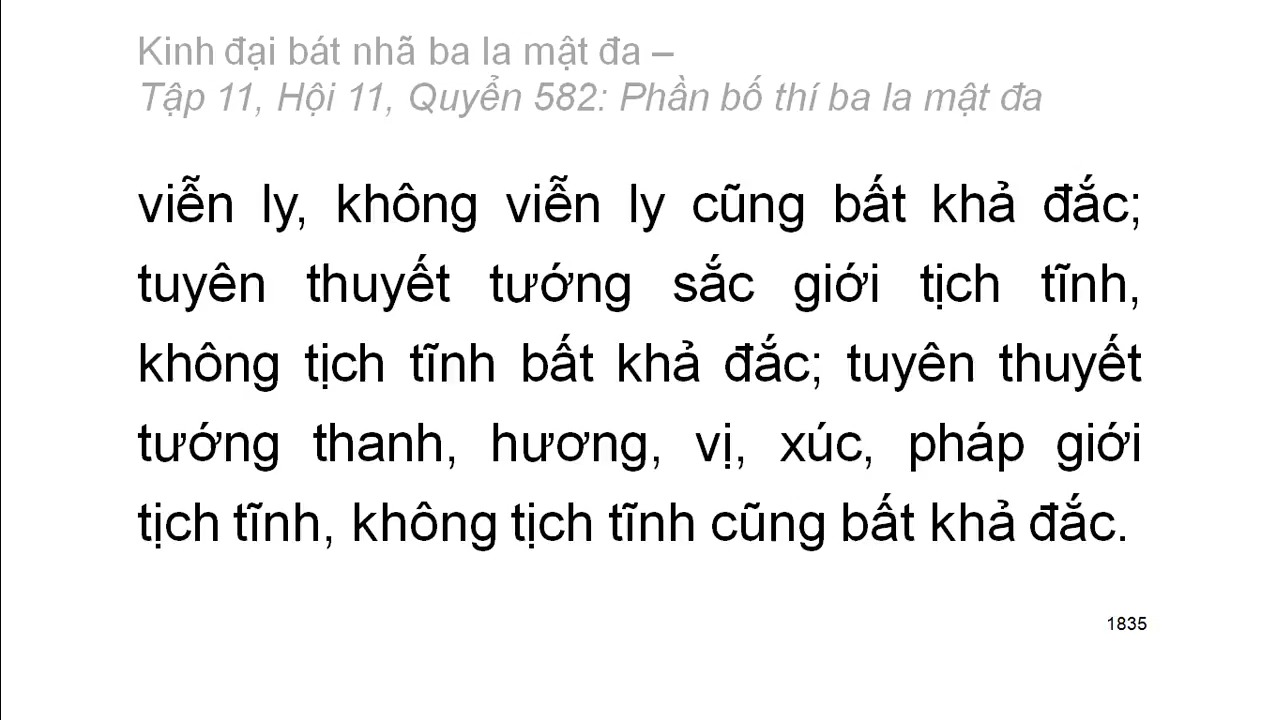 Kinh đại bát nhã ba la mật đa –
Tập 11, Hội 11, Quyển 582: Phần bố thí ba la mật đa
viễn ly, không viễn ly cũng bất khả đắc;
tuyên thuyết tướng sắc giới tịch tĩnh,
không tịch tĩnh bất khả đắc; tuyên thuyết
tướng thanh, hương, vị, xúc, pháp giới
tịch tĩnh, không tịch tĩnh cũng bất khả đắc.
1835